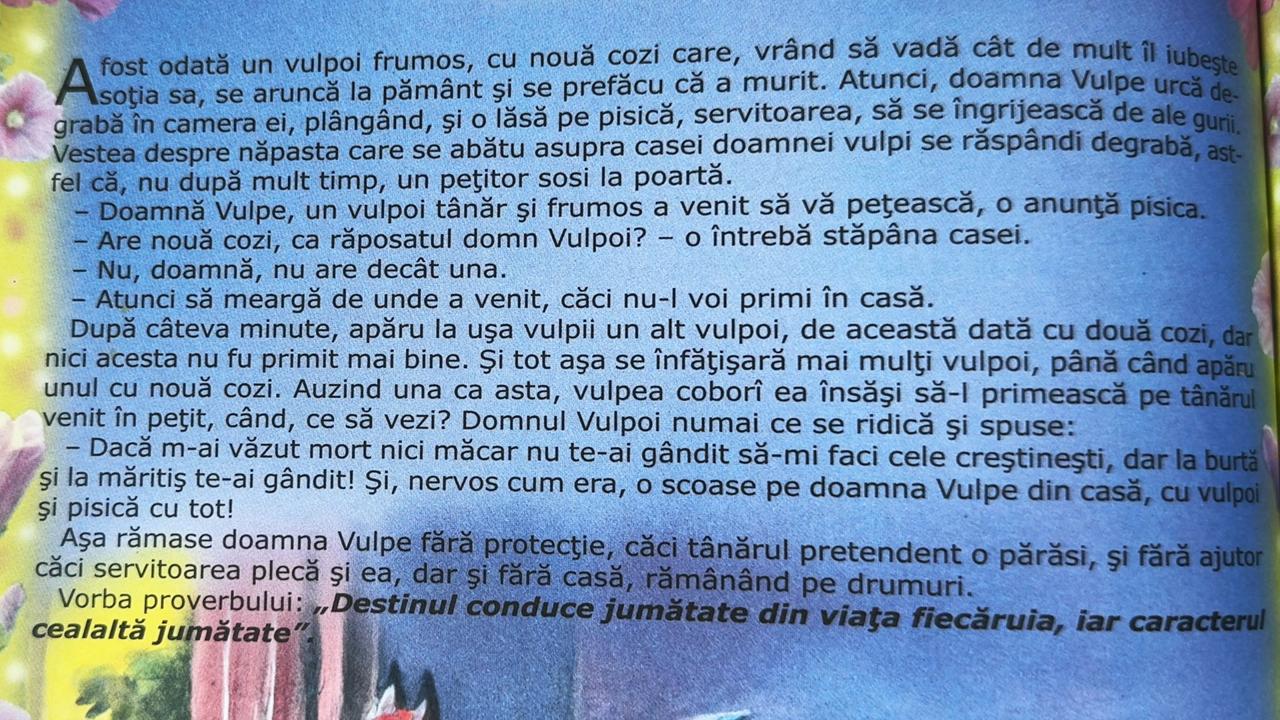 A fost odată un vulpoi frumos, cu nouă cozi care, vrând să vadă cât de mult îl iubeşte
soţia sa, se aruncă la pământ şi se prefăcu că a murit. Atunci, doamna Vulpe urcă de-
grabă în camera ei, plângând, şi o lăsă pe pisică, servitoarea, să se îngrijească de ale gurii.
Vestea despre năpasta care se abătu asupra casei doamnei vulpi se răspândi degrabă, ast-
fel că, nu după mult timp, un peţitor sosi la poartă.
– Doamnă Vulpe, un vulpoi tânăr şi frumos a venit să vă peţească, o anunţă pisica.
– Are nouă cozi, ca răposatul domn Vulpoi? – o întrebă stăpâna casei.
– Nu, doamnă, nu are decât una.
– Atunci să meargă de unde a venit, căci nu-l voi primi în casă.
După câteva minute, apăru la uşa vulpii un alt vulpoi, de această dată cu două cozi, dar
nici acesta nu fu primit mai bine. Şi tot aşa se înfăţişară mai mulţi vulpoi, până când apăru
unul cu nouă cozi. Auzind una ca asta, vulpea coborî ea însăşi să-l primească pe tânărul
venit în peţit, când, ce să vezi? Domnul Vulpoi numai ce se ridică şi spuse:
– Dacă m-ai văzut mort nici măcar nu te-ai gândit să-mi faci cele creştineşti, dar la burtă
şi la măritiş te-ai gândit! Şi, nervos cum era, o scoase pe doamna Vulpe din casă, cu vulpoi
şi pisică cu tot!
Aşa rămase doamna Vulpe fără protecţie, căci tânărul pretendent o părăsi, şi fără ajutor
căci servitoarea plecă şi ea, dar şi fără casă, rămânând pe drumuri.
Vorba proverbului: „Destinul conduce jumătate din viaţa fiecăruia, iar caracterul
cealaltă jumătate”.